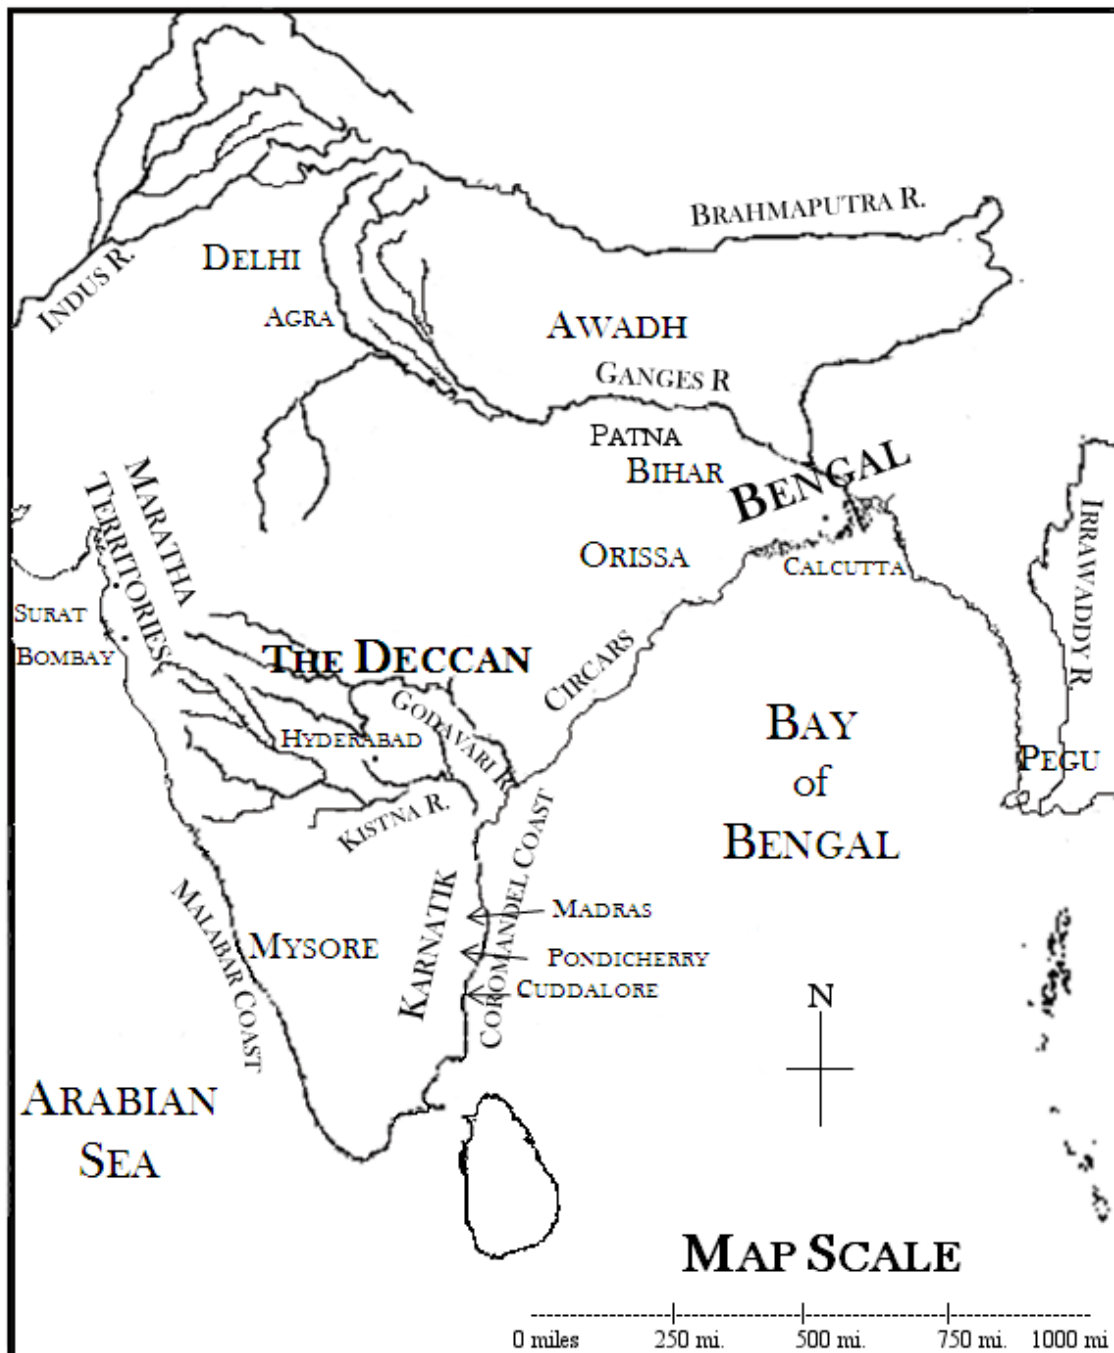 BRAHMAPUTRA R.
DELHI
INDUS R.
AGRA
AWADH
GANGES R
PATNA
BIHAR
BENGAL
MARATHA
TERRITORIES
IRRAWADDY R.
ORISSA
CALCUTTA
SURAT
BOMBAY
THE DECCAN
CIRCARS
GODAVARI R.
HYDERABAD
BAY
of
BENGAL
PEGU
KISTNA R.
COROMANDEL COAST
KARNATIK
MALABAR COAST
MADRAS
MYSORE
PONDICHERRY
CUDDALORE
N
ARABIAN
SEA
MAP SCALE
0 miles 250 mi. 500 mi. 750 mi. 1000 mi